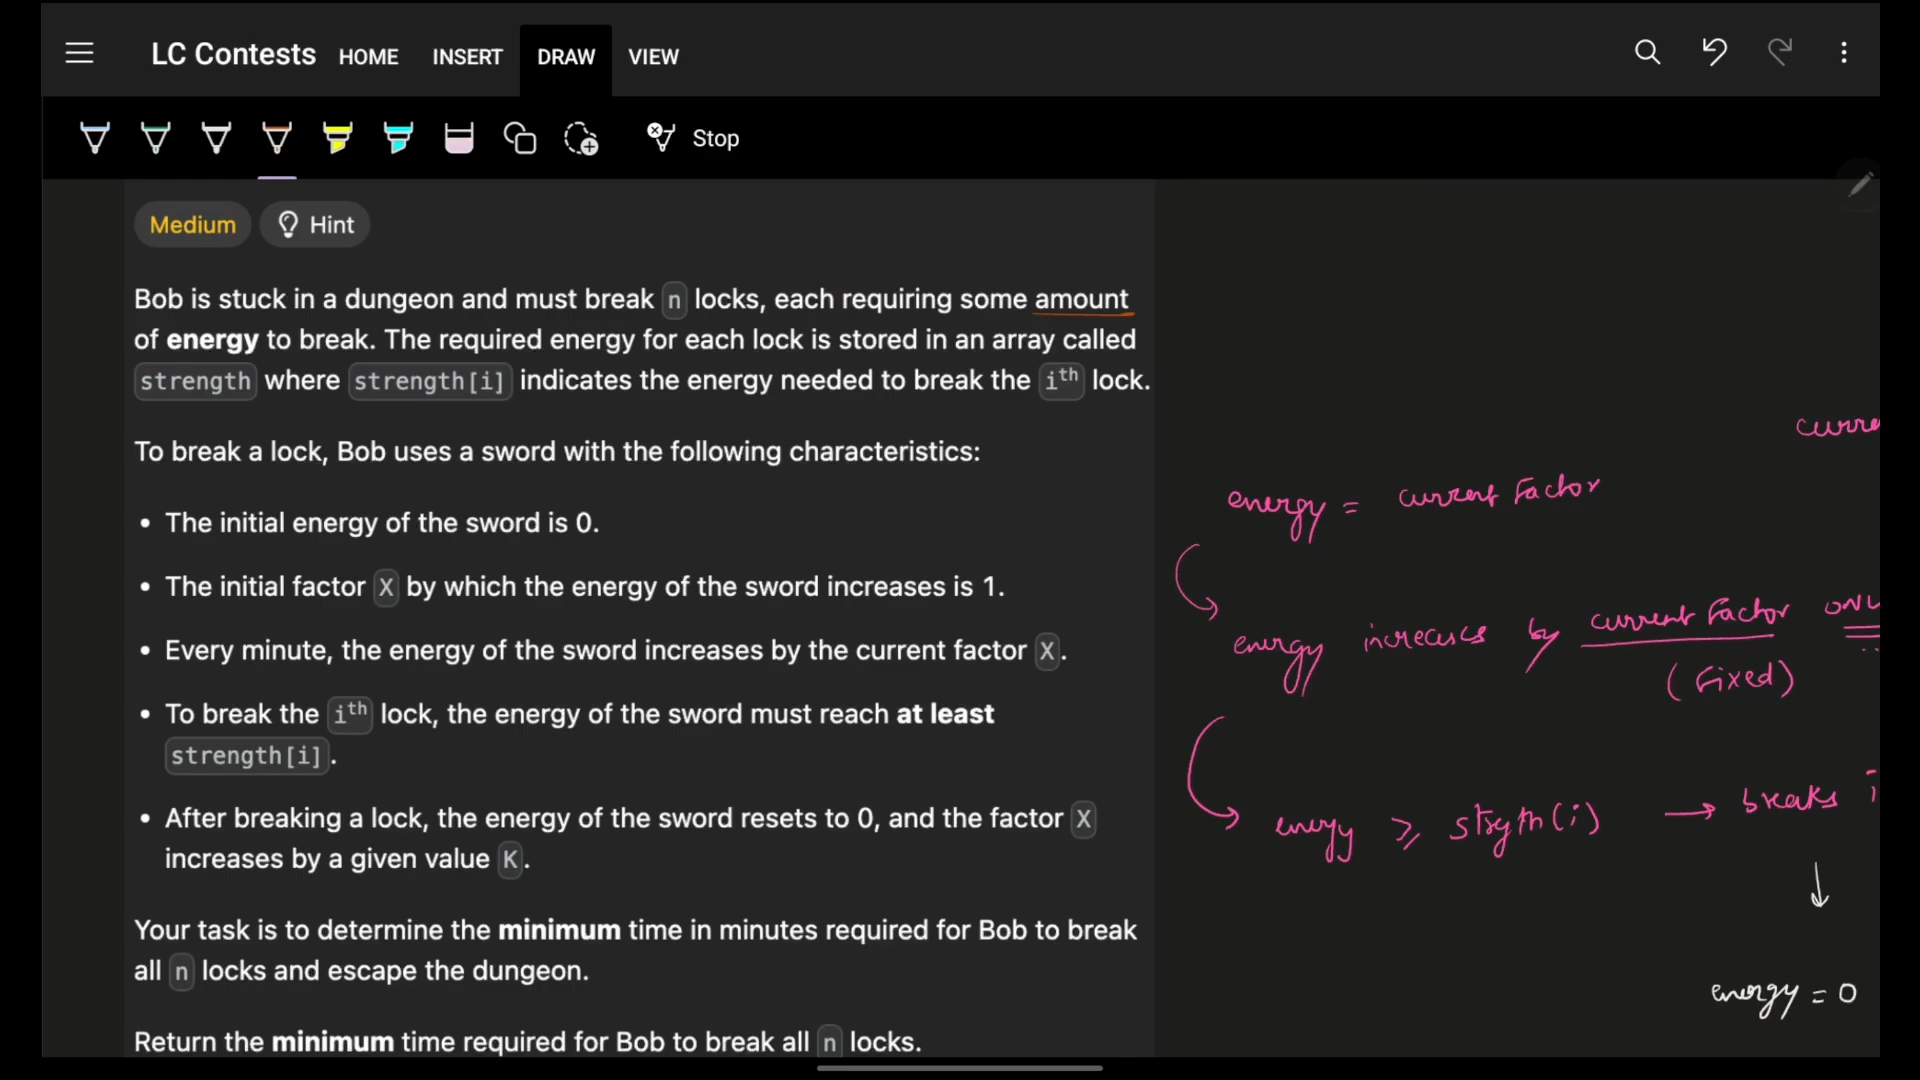 LC Contests HOME INSERT DRAW VIEW
Stop
Medium Hint
Bob is stuck in a dungeon and must break n locks, each requiring some amount
of energy to break. The required energy for each lock is stored in an array called
strength where strength[i] indicates the energy needed to break the ith lock.
To break a lock, Bob uses a sword with the following characteristics:
• The initial energy of the sword is 0.
• The initial factor X by which the energy of the sword increases is 1.
• Every minute, the energy of the sword increases by the current factor X.
• To break the ith lock, the energy of the sword must reach at least
strength[i].
• After breaking a lock, the energy of the sword resets to 0, and the factor X
increases by a given value K.
Your task is to determine the minimum time in minutes required for Bob to break
all n locks and escape the dungeon.
Return the minimum time required for Bob to break all n locks.
curre
energy = current Factor
energy increases by current Factor
(Fixed)
energy ≥ strgth(i) → breaks i
↓
energy = 0